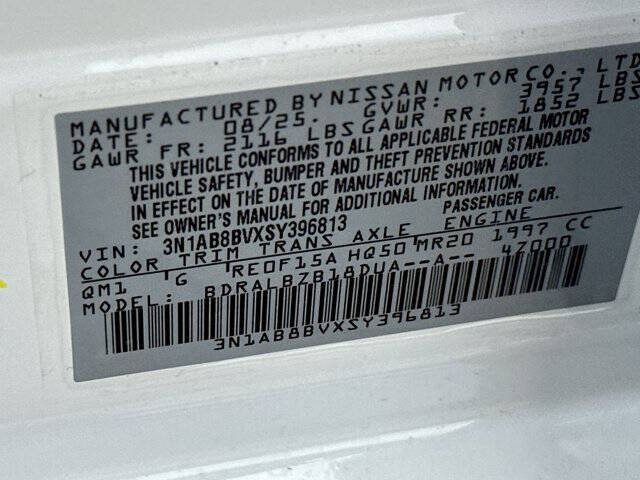 MANUFACTURED BY NISSAN MOTOR CO., LTD
DATE: 08/25. GVWR: 3957 LBS
GAWR FR: 2116 LBS GAWR RR: 1852 LBS
THIS VEHICLE CONFORMS TO ALL APPLICABLE FEDERAL MOTOR
VEHICLE SAFETY, BUMPER AND THEFT PREVENTION STANDARDS
IN EFFECT ON THE DATE OF MANUFACTURE SHOWN ABOVE.
SEE OWNER'S MANUAL FOR ADDITIONAL INFORMATION.
VIN: 3N1AB8BVXSY396813 PASSENGER CAR.
COLOR TRIM TRANS AXLE ENGINE
QM1 G RE0F15A HQ50 MR20 1997 CC
MODEL: BDRALBZB18DUA--A-- 47000
3N1AB8BVXSY396813